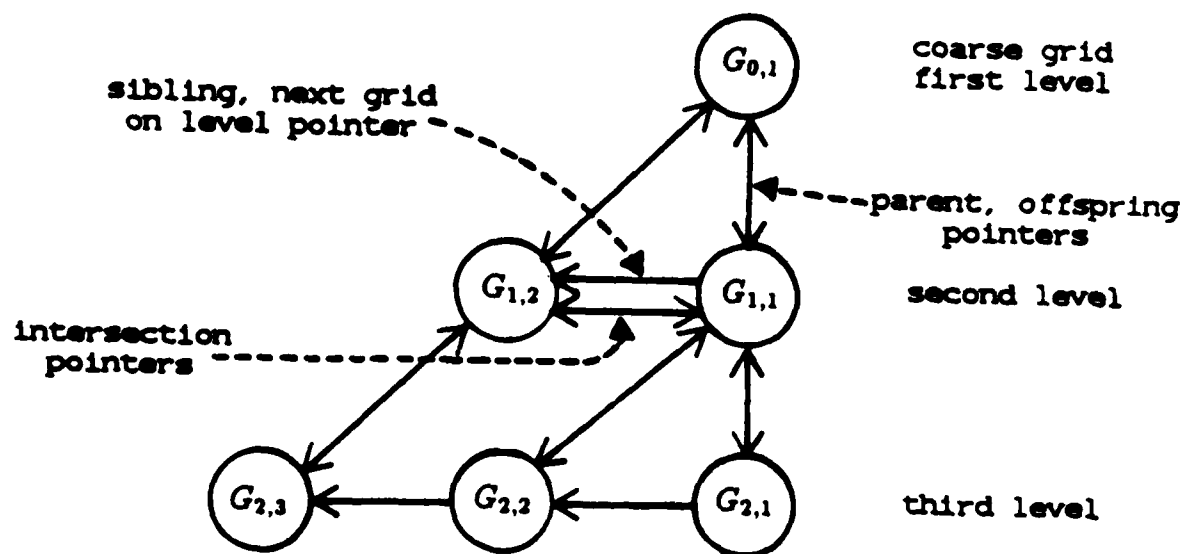 G0,1
coarse grid
first level
sibling, next grid
on level pointer
parent, offspring
pointers
G1,2
G1,1
second level
intersection
pointers
G2,3
G2,2
G2,1
third level